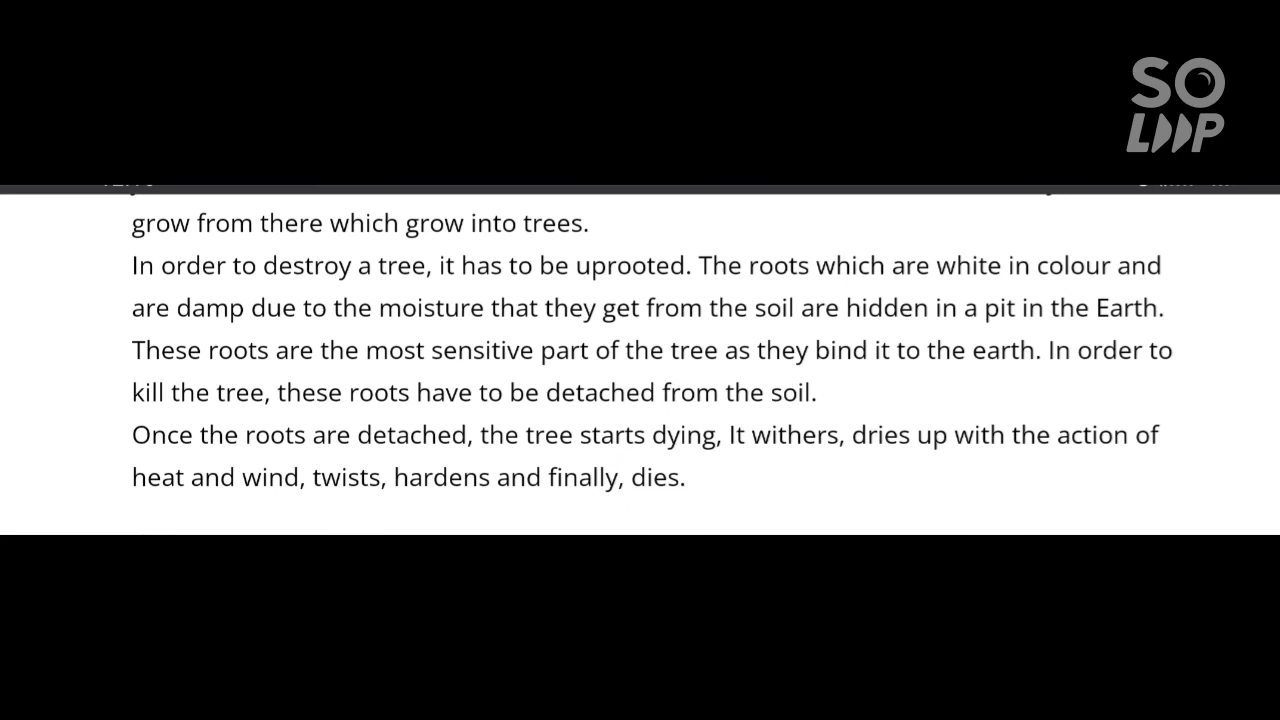 SO
LOOP
grow from there which grow into trees.
In order to destroy a tree, it has to be uprooted. The roots which are white in colour and
are damp due to the moisture that they get from the soil are hidden in a pit in the Earth.
These roots are the most sensitive part of the tree as they bind it to the earth. In order to
kill the tree, these roots have to be detached from the soil.
Once the roots are detached, the tree starts dying, It withers, dries up with the action of
heat and wind, twists, hardens and finally, dies.